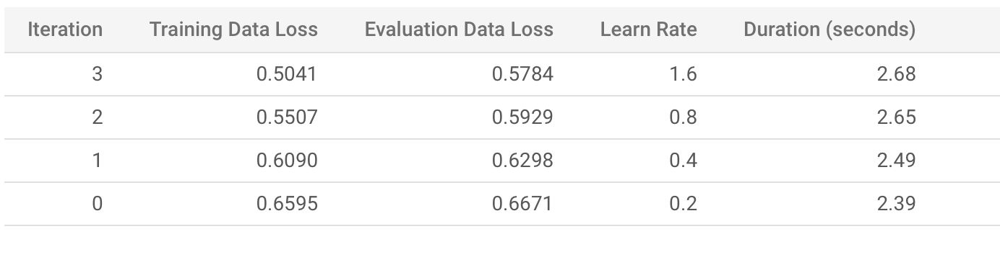 Iteration Training Data Loss Evaluation Data Loss Learn Rate Duration (seconds)
3 0.5041 0.5784 1.6 2.68
2 0.5507 0.5929 0.8 2.65
1 0.6090 0.6298 0.4 2.49
0 0.6595 0.6671 0.2 2.39